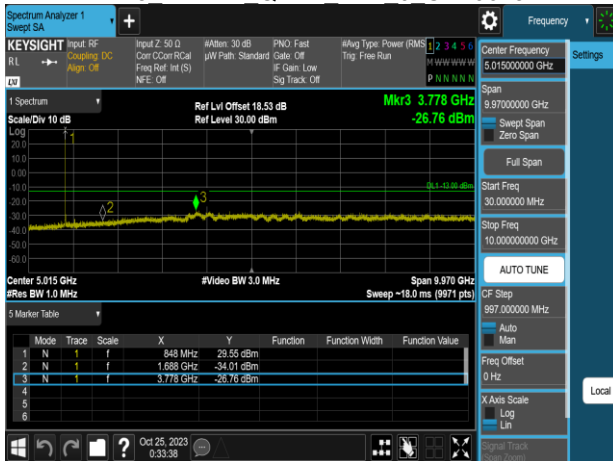 Spectrum Analyzer 1
Swept SA
+
Frequency
KEYSIGHT
RL
LXI
Input: RF
Coupling: DC
Align: Off
Input Z: 50 Ω
Corr CCorr RCal
Freq Ref: Int (S)
NFE: Off
#Atten: 30 dB
µW Path: Standard
PNO: Fast
Gate: Off
IF Gain: Low
Sig Track: Off
#Avg Type: Power (RMS
Trig: Free Run
1 2 3 4 5 6
M W W W W W
P N N N N N
1 Spectrum
Scale/Div 10 dB
Log
Ref Lvl Offset 18.53 dB
Ref Level 30.00 dBm
Mkr3 3.778 GHz
-26.76 dBm
20.0
10.0
0.00
-10.0
-20.0
-30.0
-40.0
-50.0
-60.0
1
2
3
DL1 -13.00 dBm
Center 5.015 GHz
#Res BW 1.0 MHz
#Video BW 3.0 MHz
Span 9.970 GHz
Sweep ~18.0 ms (9971 pts)
5 Marker Table
Mode Trace Scale X Y Function Function Width Function Value
1 N 1 f 848 MHz 29.55 dBm
2 N 1 f 1.688 GHz -34.01 dBm
3 N 1 f 3.778 GHz -26.76 dBm
4
5
6
?
Oct 25, 2023
0:33:38
Center Frequency
5.015000000 GHz
Span
9.97000000 GHz
Swept Span
Zero Span
Full Span
Start Freq
30.000000 MHz
Stop Freq
10.000000000 GHz
AUTO TUNE
CF Step
997.000000 MHz
Auto
Man
Freq Offset
0 Hz
X Axis Scale
Log
Lin
Signal Track
(Span Zoom)
Settings
Local